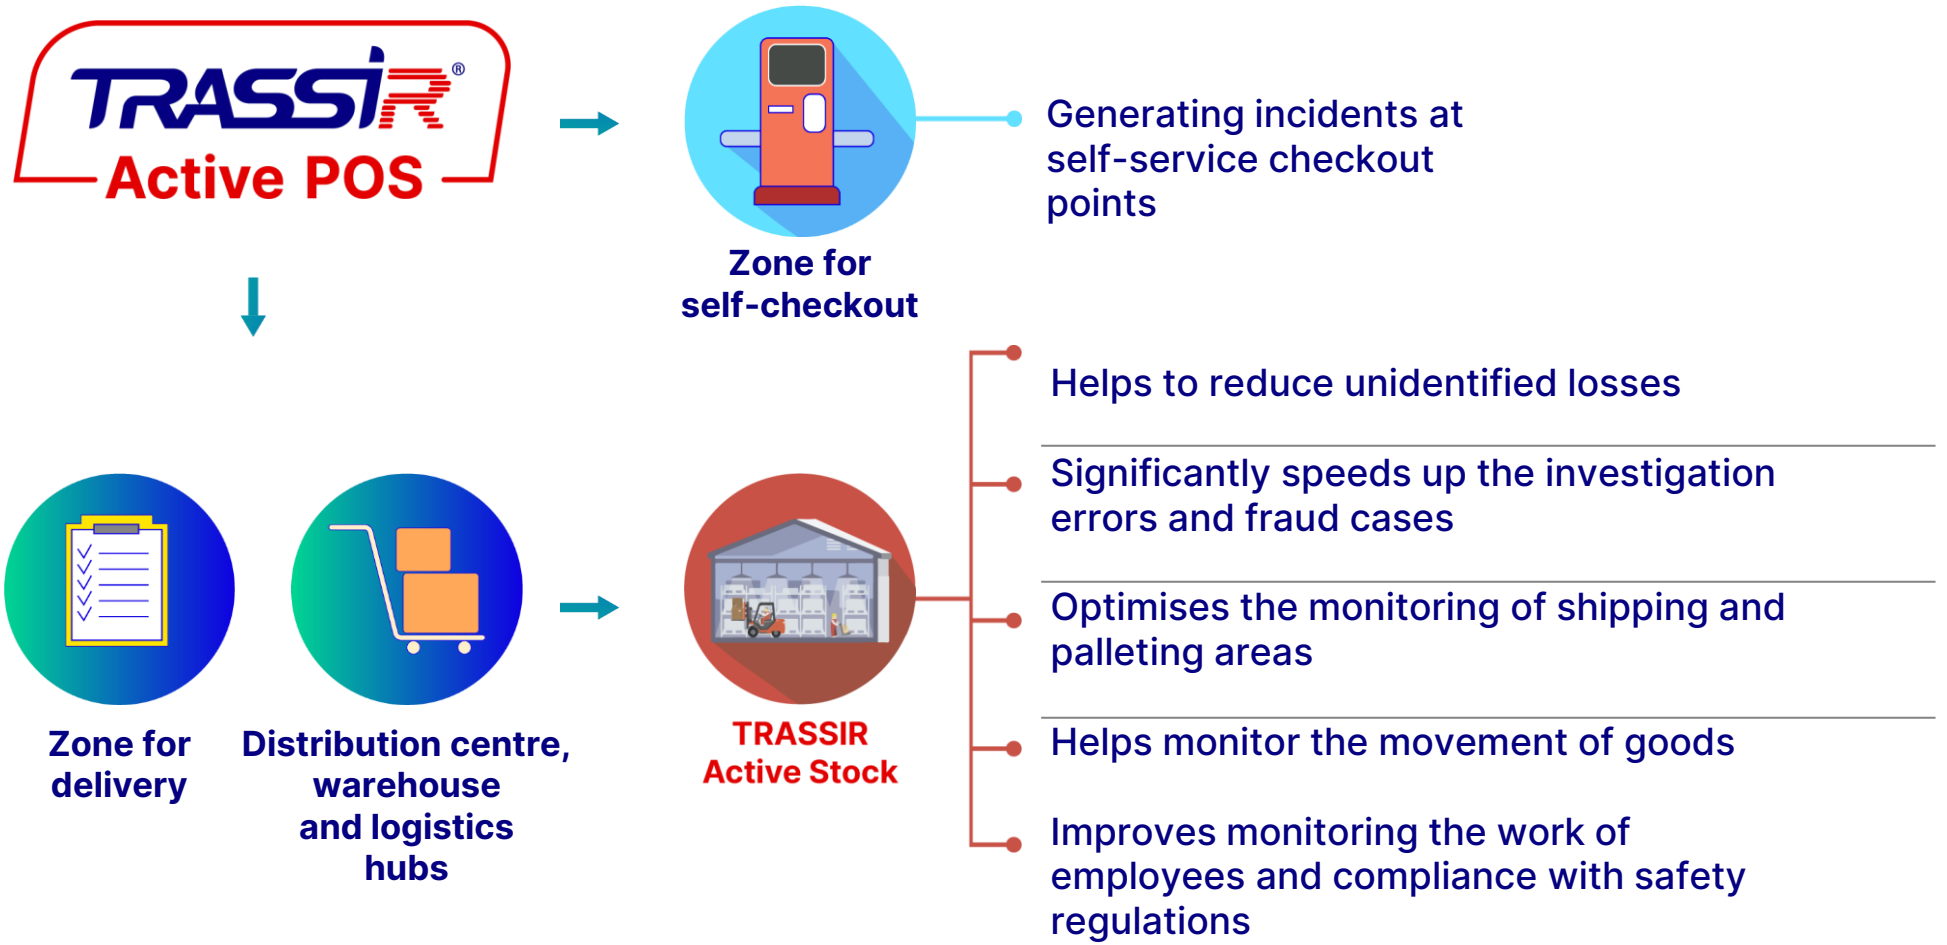 TRASSIR®
Active POS
Generating incidents at
self-service checkout
points
Zone for
self-checkout
Helps to reduce unidentified losses
Significantly speeds up the investigation
errors and fraud cases
Optimises the monitoring of shipping and
palleting areas
Helps monitor the movement of goods
Improves monitoring the work of
employees and compliance with safety
regulations
Zone for
delivery
Distribution centre,
warehouse
and logistics
hubs
TRASSIR
Active Stock